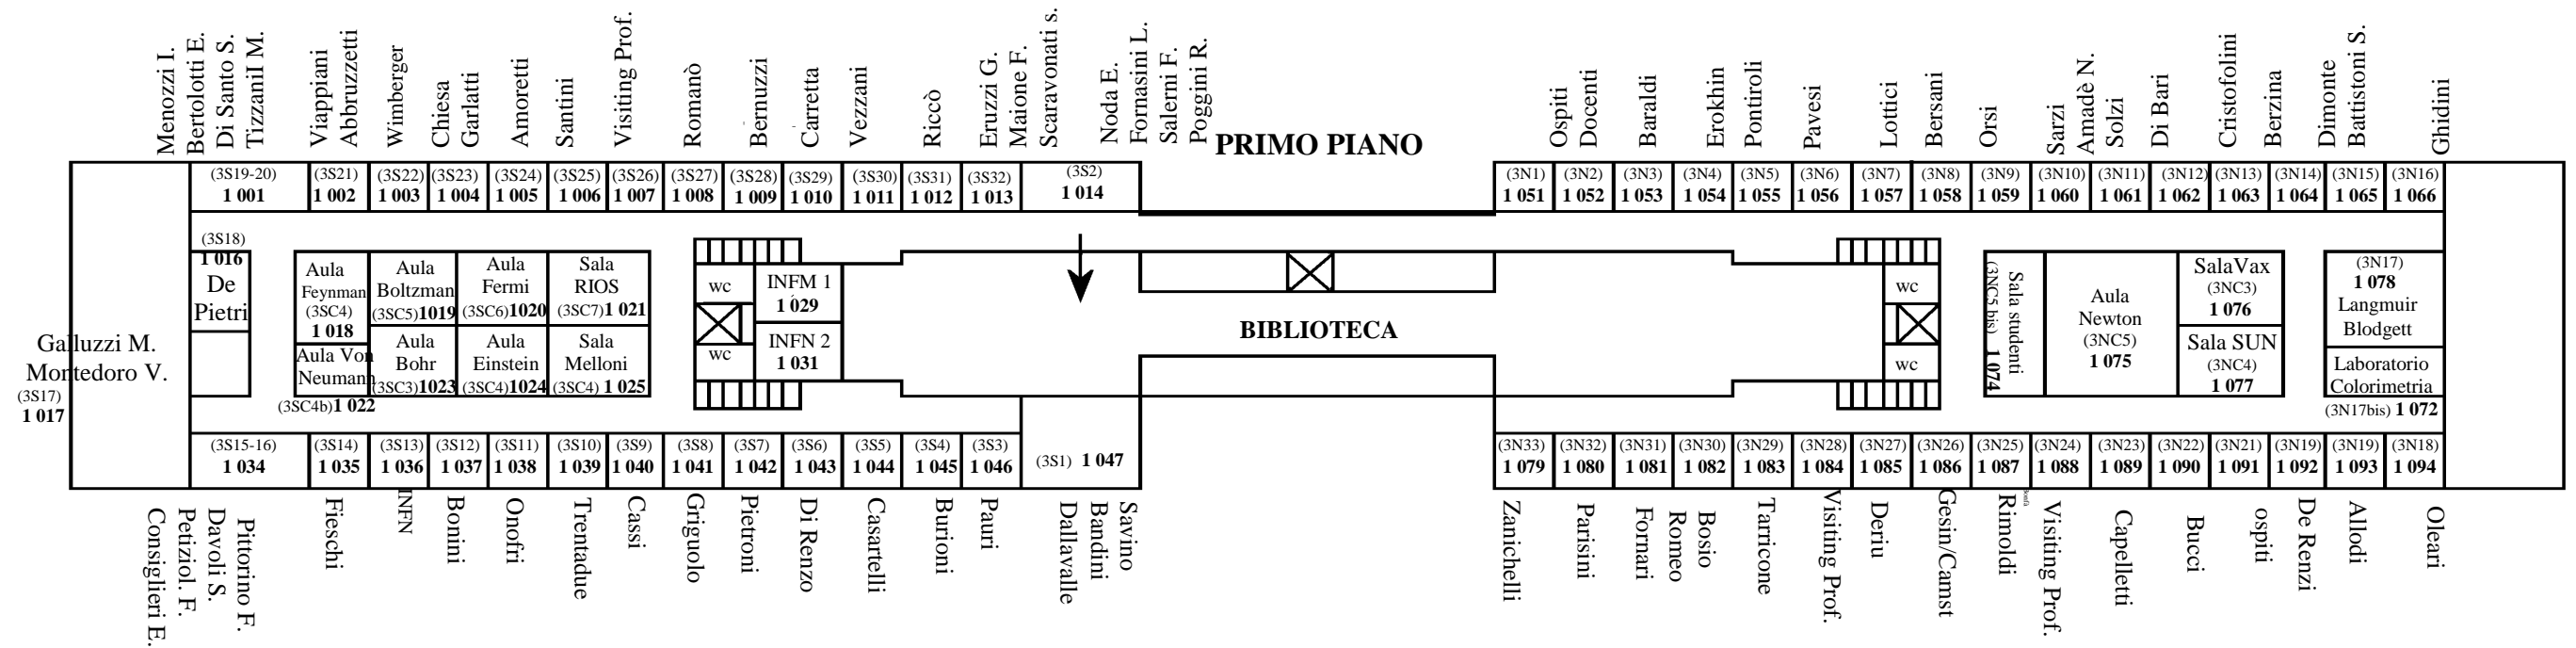 Menozzi I.
Bertolotti E.
Di Santo S.
Tizzanil M.
Viappiani
Abbruzzetti
Wimberger
Chiesa
Garlatti
Amoretti
Santini
Visiting Prof.
Romanò
Bernuzzi
Carretta
Vezzani
Riccò
Eruzzi G.
Maione F.
Scaravonati s.
Noda E.
Fornasini L.
Salerni F.
Poggini R.
PRIMO PIANO
Ospiti
Docenti
Baraldi
Erokhin
Pontiroli
Pavesi
Lottici
Bersani
Orsi
Sarzi
Amadè N.
Solzi
Di Bari
Cristofolini
Berzina
Dimonte
Battistoni S.
Ghidini
(3S19-20)
1 001
(3S21)
1 002
(3S22)
1 003
(3S23)
1 004
(3S24)
1 005
(3S25)
1 006
(3S26)
1 007
(3S27)
1 008
(3S28)
1 009
(3S29)
1 010
(3S30)
1 011
(3S31)
1 012
(3S32)
1 013
(3S2)
1 014
(3N1)
1 051
(3N2)
1 052
(3N3)
1 053
(3N4)
1 054
(3N5)
1 055
(3N6)
1 056
(3N7)
1 057
(3N8)
1 058
(3N9)
1 059
(3N10)
1 060
(3N11)
1 061
(3N12)
1 062
(3N13)
1 063
(3N14)
1 064
(3N15)
1 065
(3N16)
1 066
(3S18)
1 016
De
Pietri
Galluzzi M.
Montedoro V.
(3S17)
1 017
Aula
Feynman
(3SC4)
1 018
Aula Von
Neumann
(3SC4b)1 022
Aula
Boltzman
(3SC5)1019
Aula
Bohr
(3SC3)1023
Aula
Fermi
(3SC6)1020
Aula
Einstein
(3SC4)1024
Sala
RIOS
(3SC7)1 021
Sala
Melloni
(3SC4) 1 025
wc
wc
INFM 1
1 029
INFN 2
1 031
BIBLIOTECA
wc
wc
Sala studenti
(3NC5 bis) 1 074
Aula
Newton
(3NC5)
1 075
SalaVax
(3NC3)
1 076
Sala SUN
(3NC4)
1 077
(3N17)
1 078
Langmuir
Blodgett
Laboratorio
Colorimetria
(3N17bis) 1 072
(3S15-16)
1 034
(3S14)
1 035
(3S13)
1 036
(3S12)
1 037
(3S11)
1 038
(3S10)
1 039
(3S9)
1 040
(3S8)
1 041
(3S7)
1 042
(3S6)
1 043
(3S5)
1 044
(3S4)
1 045
(3S3)
1 046
(3S1) 1 047
(3N33)
1 079
(3N32)
1 080
(3N31)
1 081
(3N30)
1 082
(3N29)
1 083
(3N28)
1 084
(3N27)
1 085
(3N26)
1 086
(3N25)
1 087
(3N24)
1 088
(3N23)
1 089
(3N22)
1 090
(3N21)
1 091
(3N19)
1 092
(3N19)
1 093
(3N18)
1 094
Consiglieri E.
Petiziol. F.
Davoli S.
Pittorino F.
Fieschi
INFN
Bonini
Onofri
Trentadue
Cassi
Griguolo
Pietroni
Di Renzo
Casartelli
Burioni
Pauri
Dallavalle
Bandini
Savino
Zanichelli
Parisini
Fornari
Romeo
Bosio
Tarricone
Visiting Prof.
Deriu
Gesin/Camst
Rimoldi
Visiting Prof.
Capelletti
Bucci
ospiti
De Renzi
Allodi
Oleari